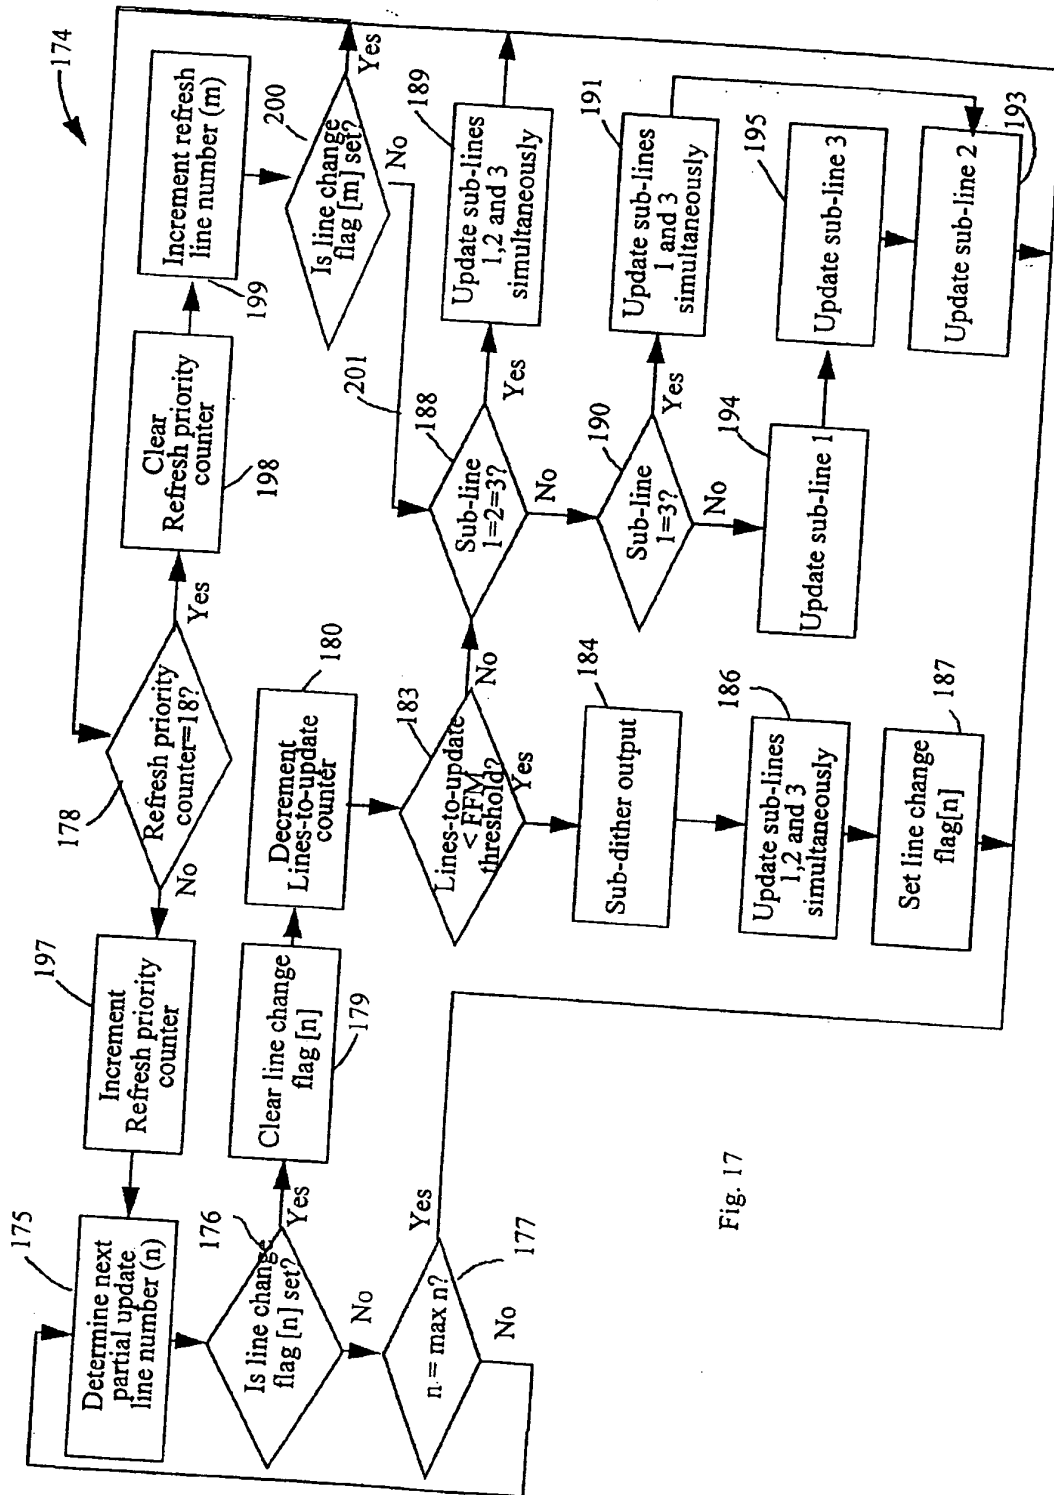 174
175
Determine next
partial update
line number (n)
197
Increment
Refresh priority
counter
178
Refresh priority
counter=18?
No
Yes
Clear
Refresh priority
counter
198
Increment refresh
line number (m)
199
200
Is line change
flag [m] set?
Yes
No
201
176
Is line change
flag [n] set?
Yes
No
Clear line change
flag [n]
179
Decrement
Lines-to-update
counter
180
183
Lines-to-update
< FFM
threshold?
No
Yes
188
Sub-line
1=2=3?
Yes
No
189
Update sub-lines
1,2 and 3
simultaneously
177
n = max n?
Yes
No
184
Sub-dither output
190
Sub-line
1=3?
Yes
No
191
Update sub-lines
1 and 3
simultaneously
186
Update sub-lines
1,2 and 3
simultaneously
194
Update sub-line 1
195
Update sub-line 3
187
Set line change
flag[n]
Update sub-line 2
193
Fig. 17